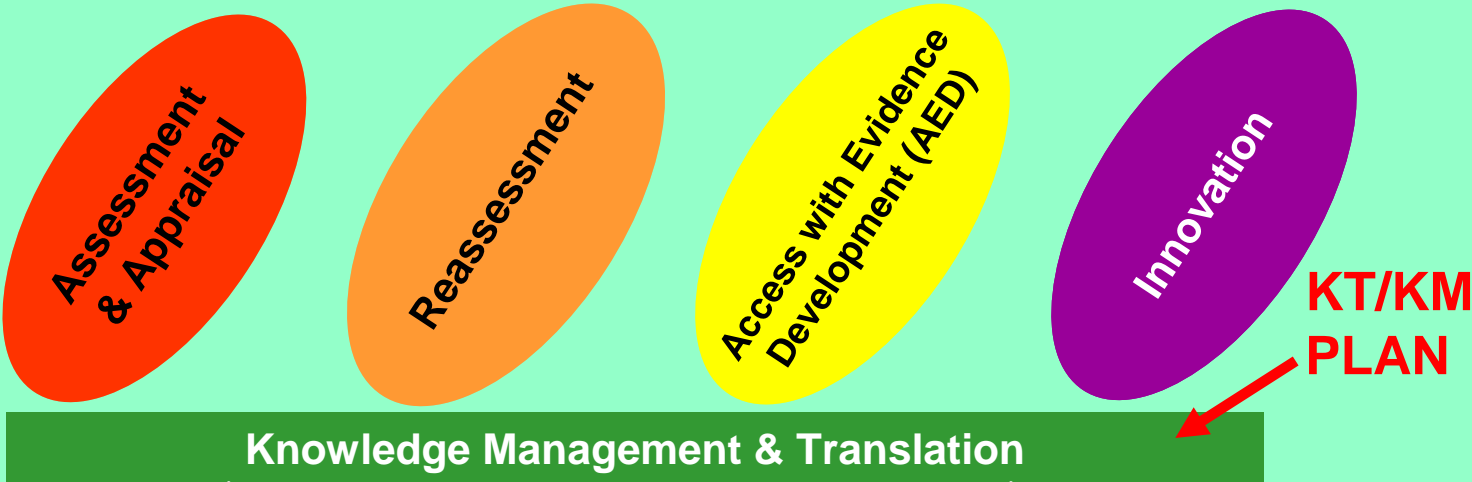 Assessment
& Appraisal
Reassessment
Access with Evidence
Development (AED)
Innovation
KT/KM
PLAN
Knowledge Management & Translation